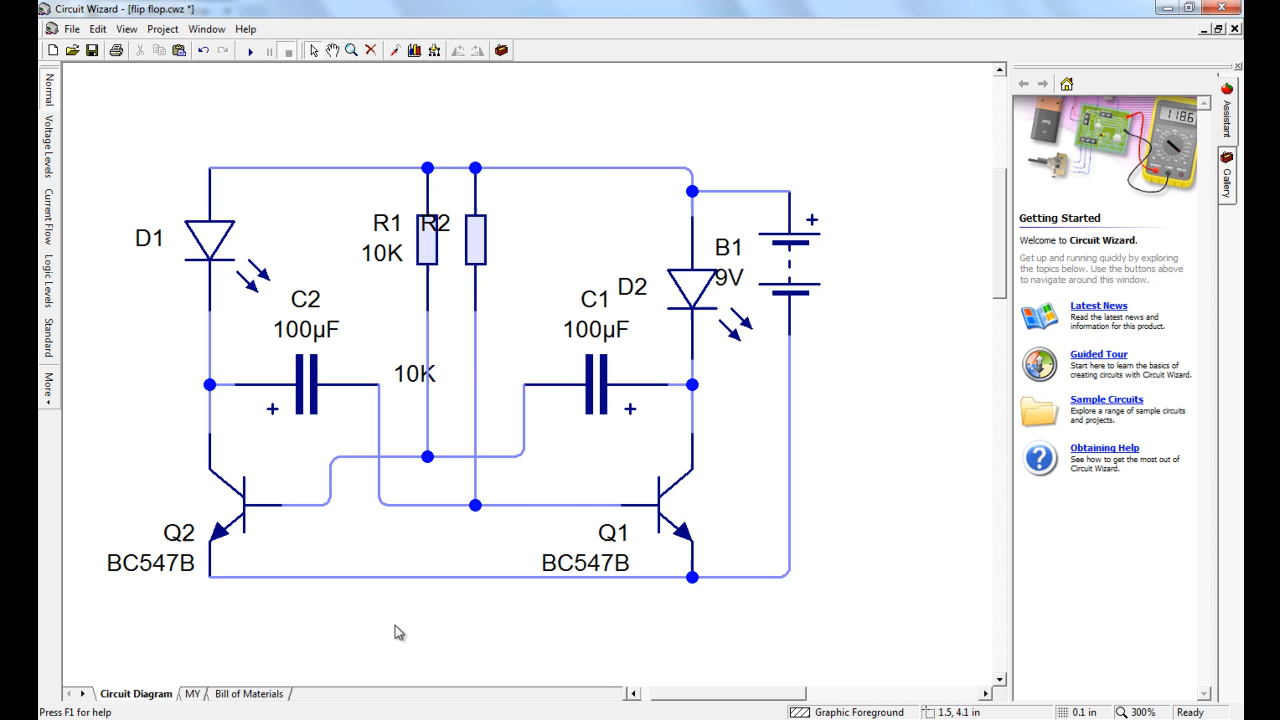 Circuit Wizard - [flip flop.cwz *]
File Edit View Project Window Help
Normal
Voltage Levels
Current Flow
Logic Levels
Standard
More
D1
R1
10K
R2
10K
C2
100µF
+
C1
100µF
+
D2
B1
9V
+
Q2
BC547B
Q1
BC547B
118.6
Getting Started
Welcome to Circuit Wizard.
Get up and running quickly by exploring
the topics below. Use the buttons above
to navigate around this window.
Latest News
Read the latest news and
information for this product.
Guided Tour
Start here to learn the basics of
creating circuits with Circuit Wizard.
Sample Circuits
Explore a range of sample circuits
and projects.
Obtaining Help
See how to get the most out of
Circuit Wizard.
Assistant
Gallery
Circuit Diagram MY Bill of Materials
Press F1 for help Graphic Foreground 1.5, 4.1 in 0.1 in 300% Ready